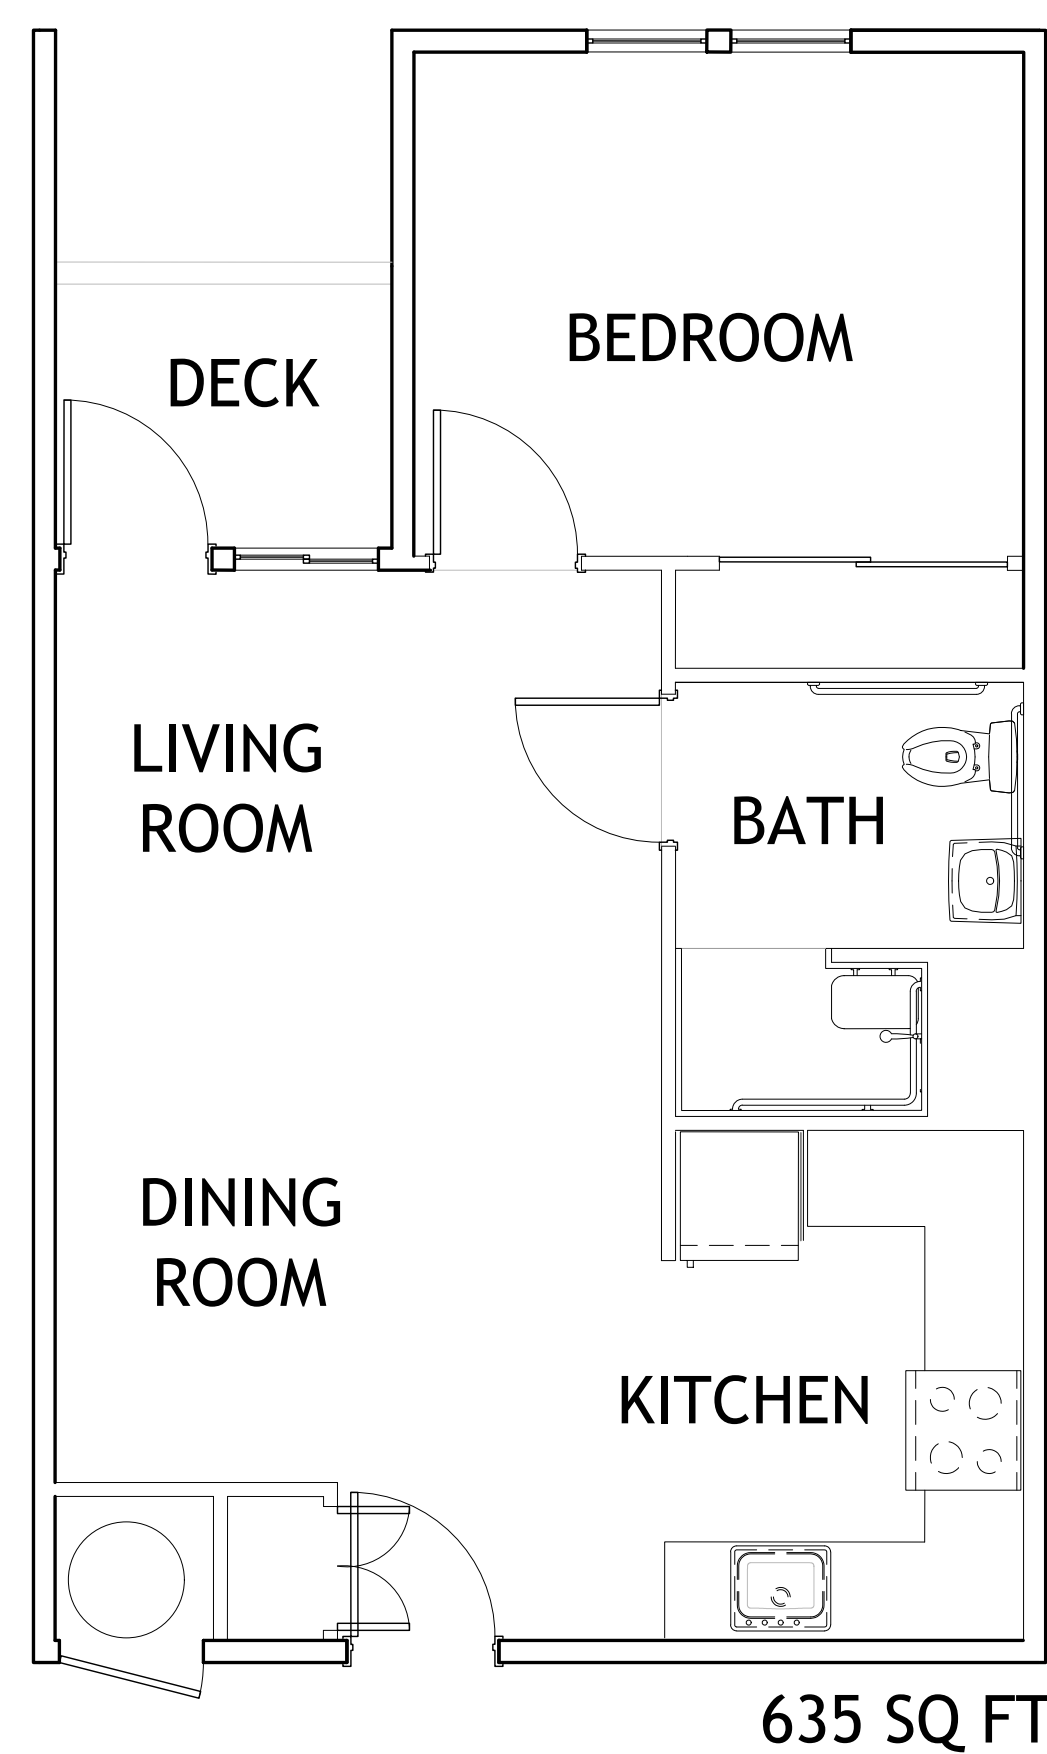 BEDROOM
DECK
LIVING
ROOM
BATH
DINING
ROOM
KITCHEN
635 SQ FT